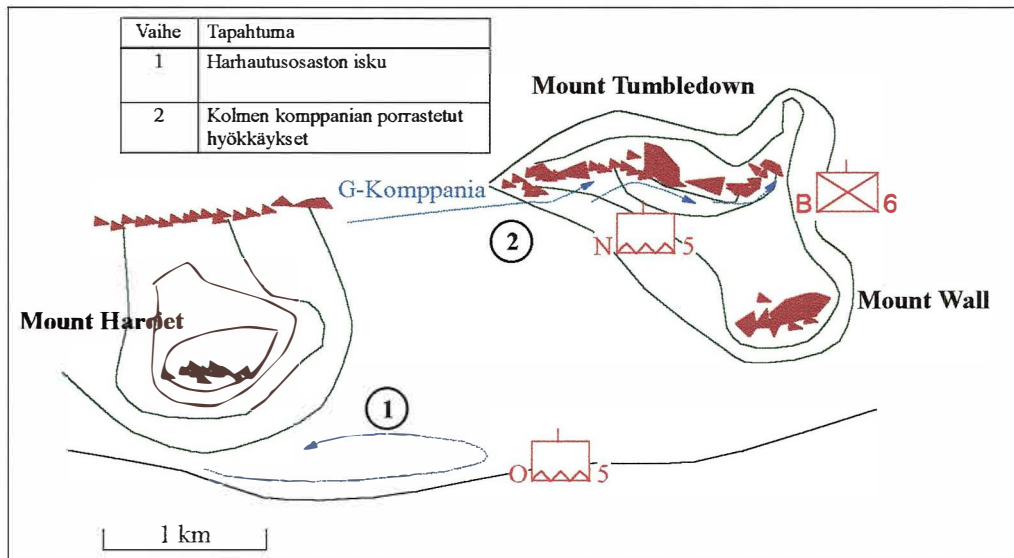 Vaihe Tapahtuma
1 Harhautusosaston isku
2 Kolmen komppanian porrastetut
hyökkäykset
Mount Tumbledown
G-Komppania
B 6
2
N 5
Mount Wall
Mount Harriet
1
O 5
1 km